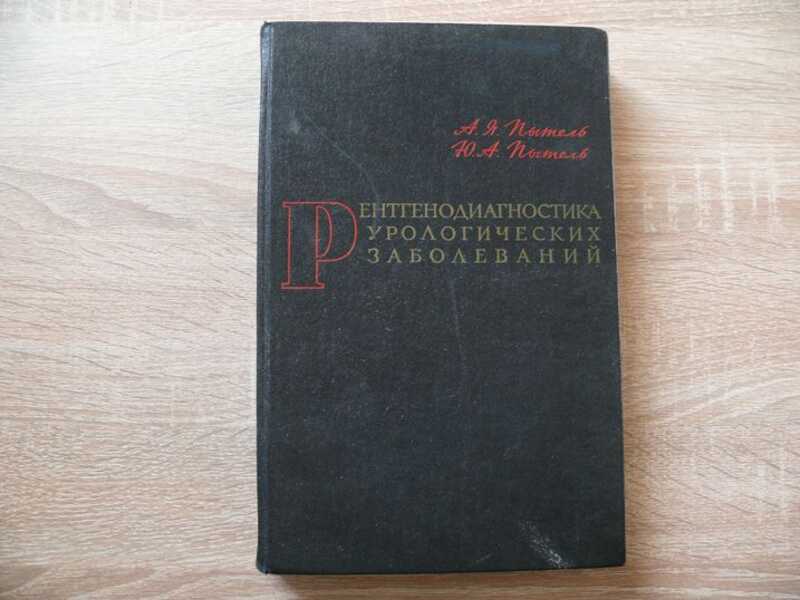 А. Я. Пытель
Ю. А. Пытель
РЕНТГЕНОДИАГНОСТИКА
УРОЛОГИЧЕСКИХ
ЗАБОЛЕВАНИЙ